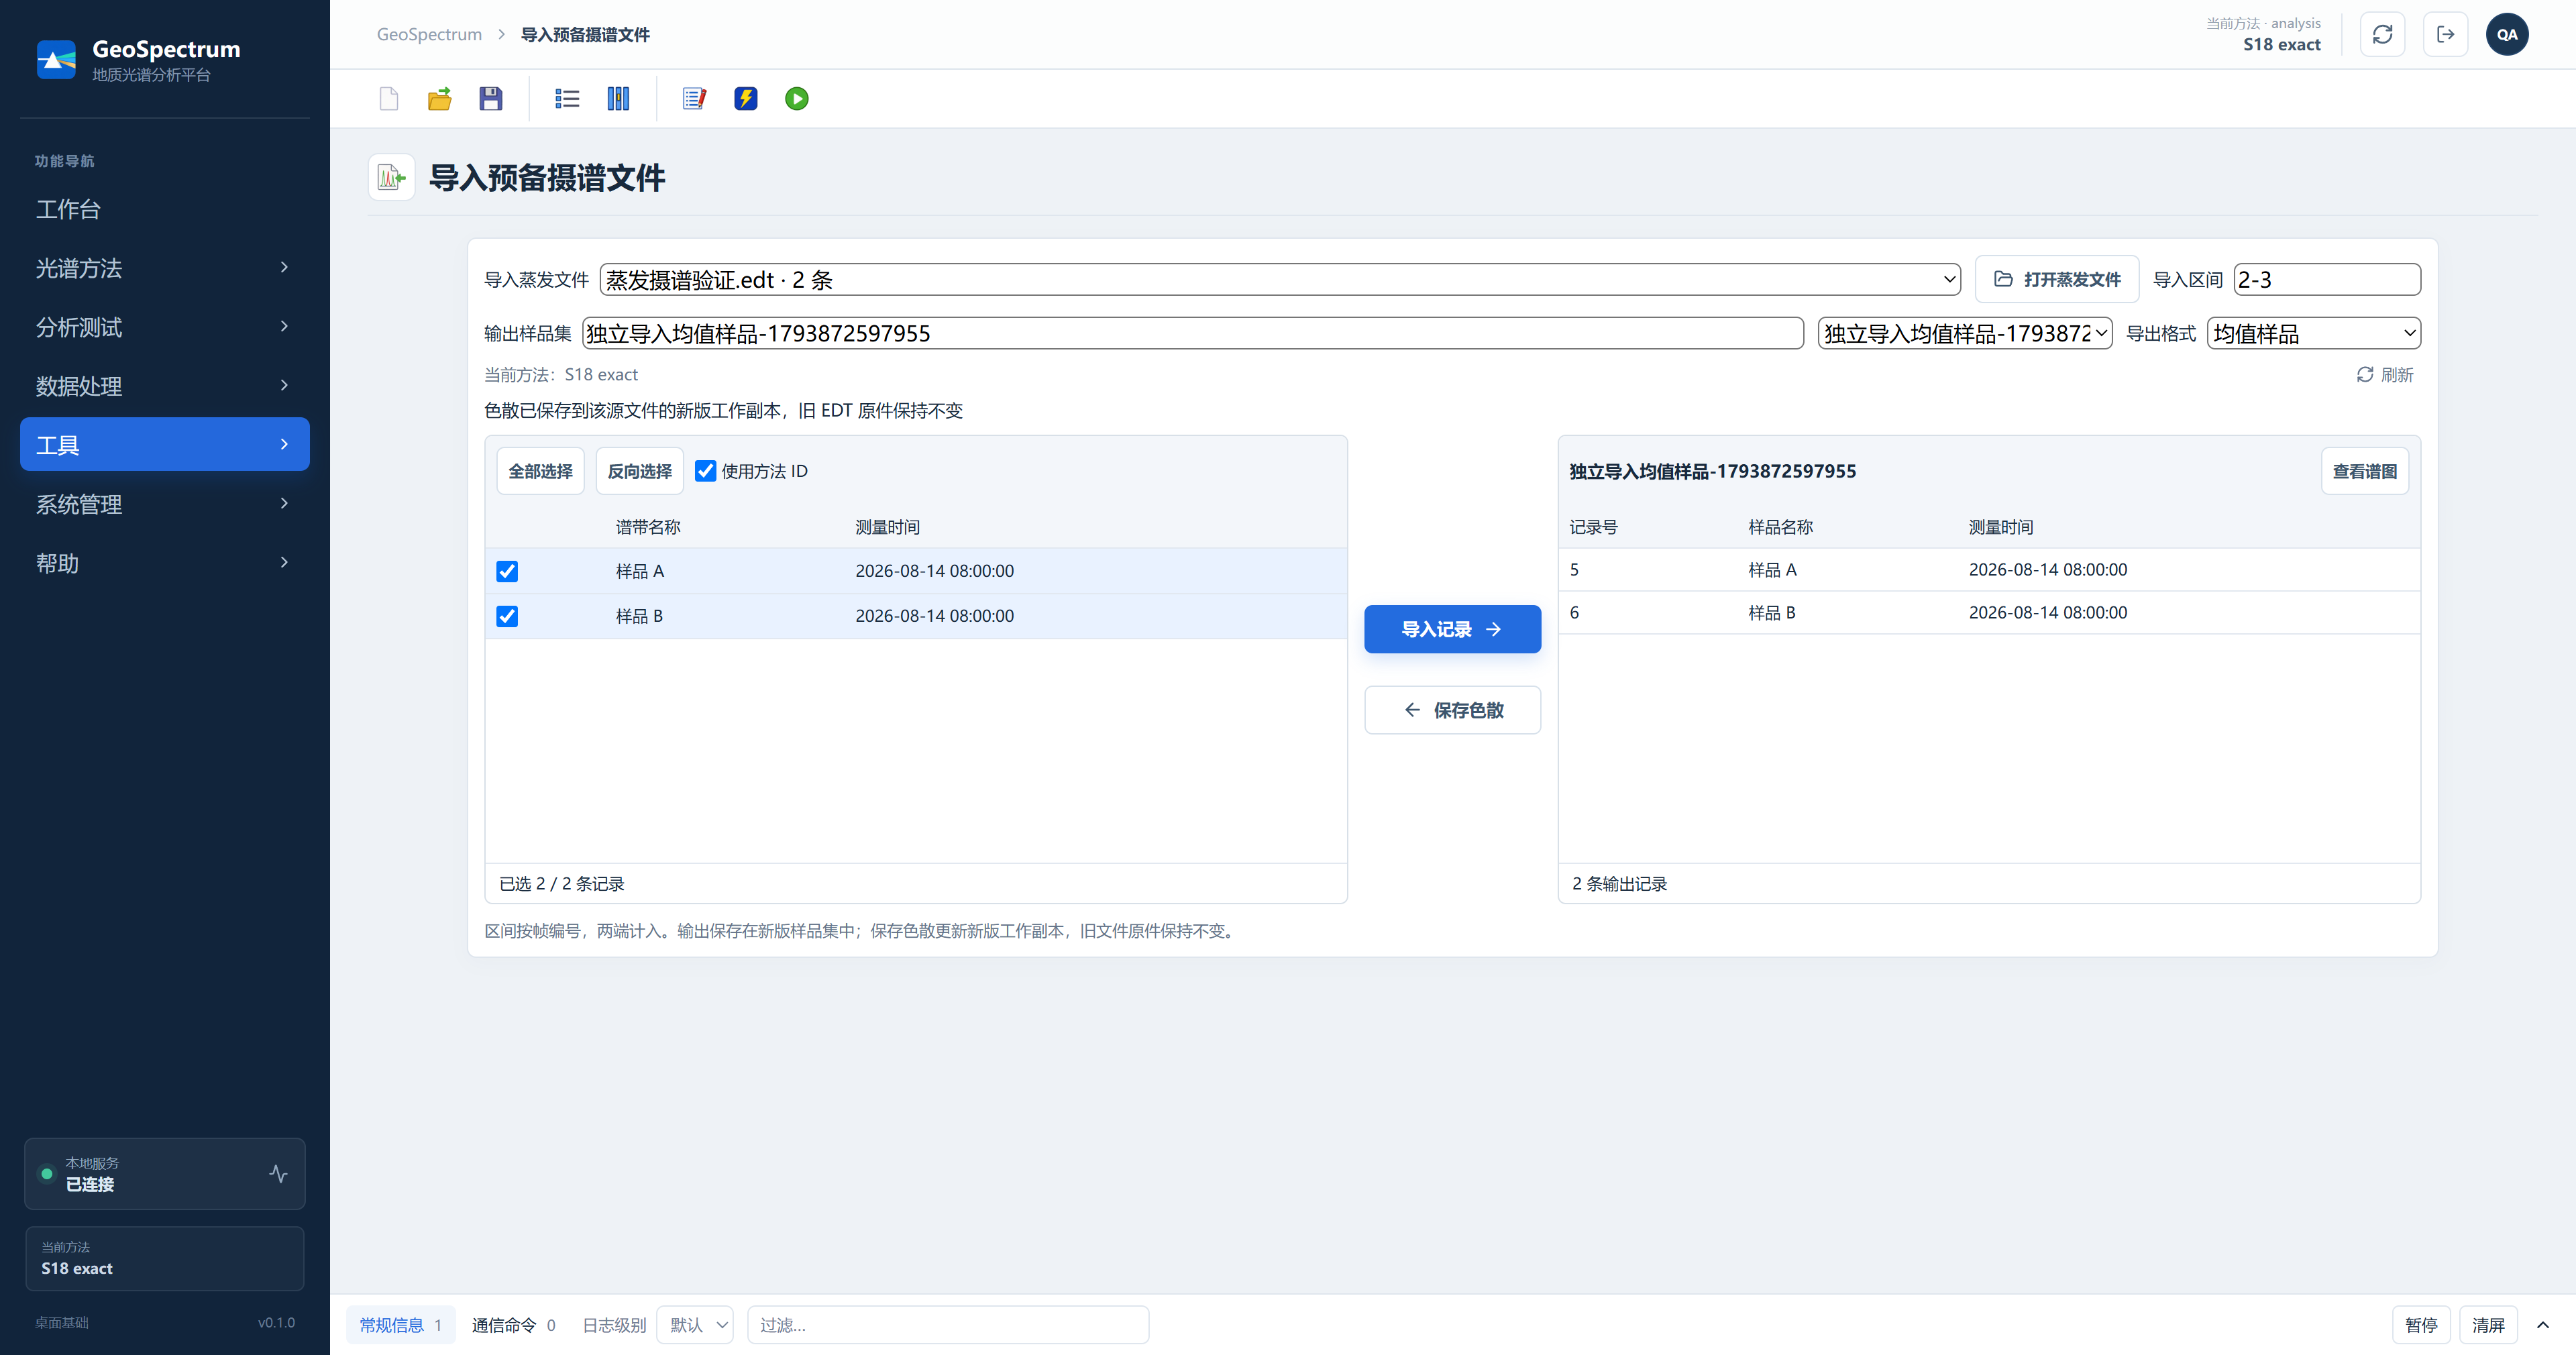 GeoSpectrum
地质光谱分析平台
功能导航
工作台
光谱方法
分析测试
数据处理
工具
系统管理
帮助
本地服务
已连接
当前方法
S18 exact
桌面基础 v0.1.0
GeoSpectrum > 导入预备摄谱文件
当前方法 · analysis
S18 exact
QA
导入预备摄谱文件
导入蒸发文件 蒸发摄谱验证.edt · 2 条 打开蒸发文件 导入区间 2-3
输出样品集 独立导入均值样品-1793872597955 独立导入均值样品-1793872 导出格式 均值样品
当前方法：S18 exact 刷新
色散已保存到该源文件的新版工作副本，旧 EDT 原件保持不变
全部选择 反向选择 使用方法 ID
谱带名称 测量时间
样品 A 2026-08-14 08:00:00
样品 B 2026-08-14 08:00:00
已选 2 / 2 条记录
导入记录 →
← 保存色散
独立导入均值样品-1793872597955 查看谱图
记录号 样品名称 测量时间
5 样品 A 2026-08-14 08:00:00
6 样品 B 2026-08-14 08:00:00
2 条输出记录
区间按帧编号，两端计入。输出保存在新版样品集中；保存色散更新新版工作副本，旧文件原件保持不变。
常规信息 1 通信命令 0 日志级别 默认 过滤... 暂停 清屏